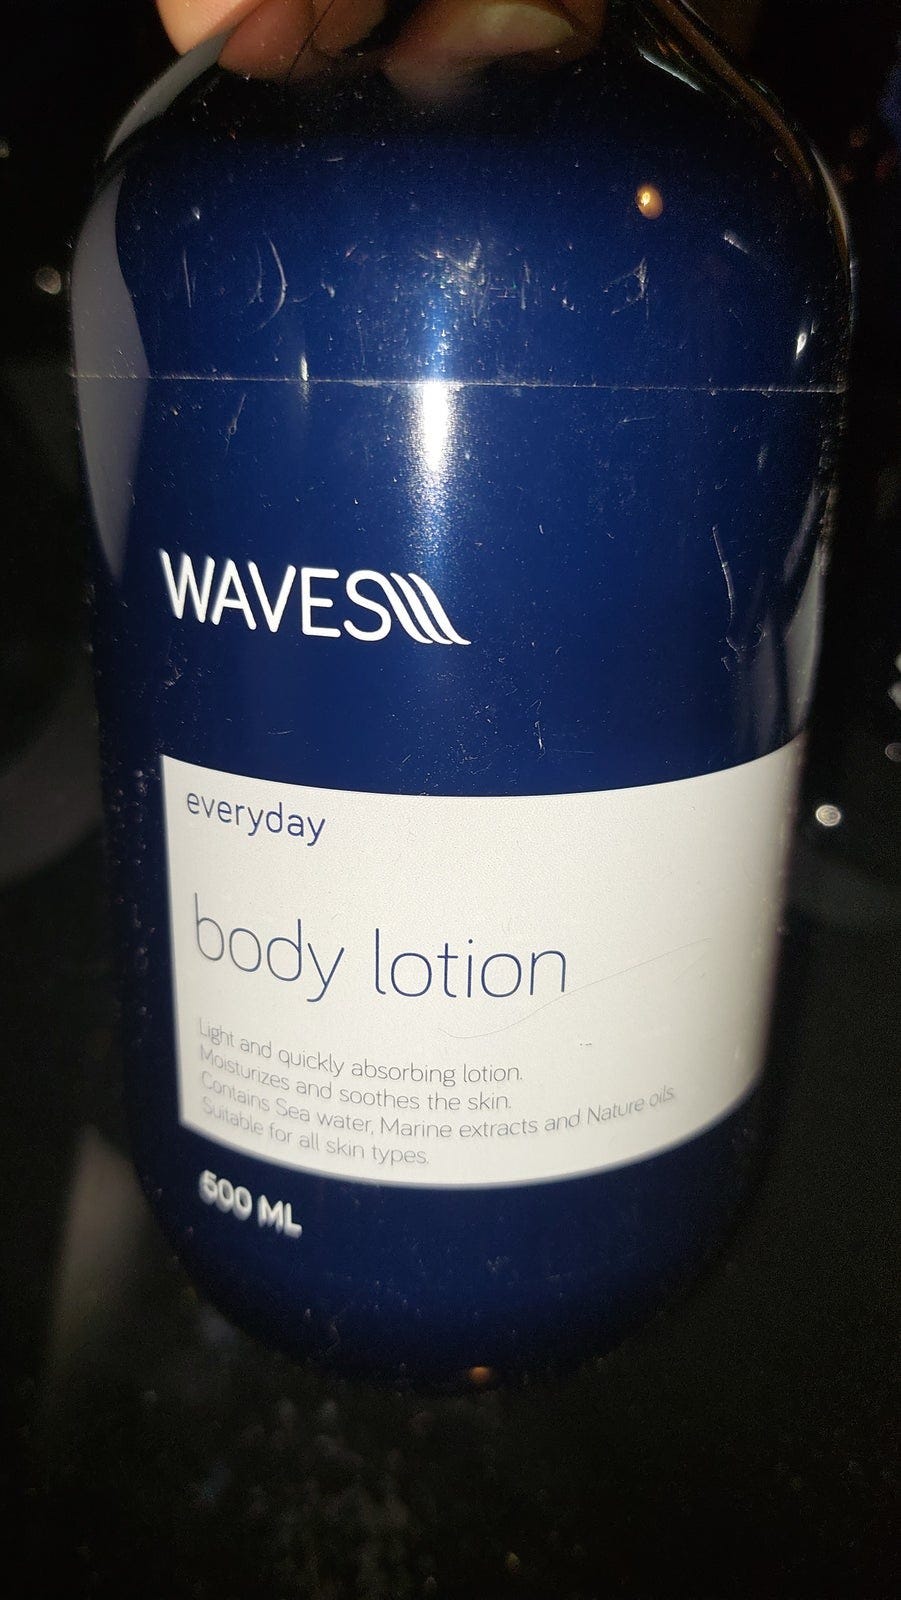 WAVES
everyday
body lotion
Light and quickly absorbing lotion.
Moisturizes and soothes the skin.
Contains Sea water, Marine extracts and Nature oils.
Suitable for all skin types.
500 ML